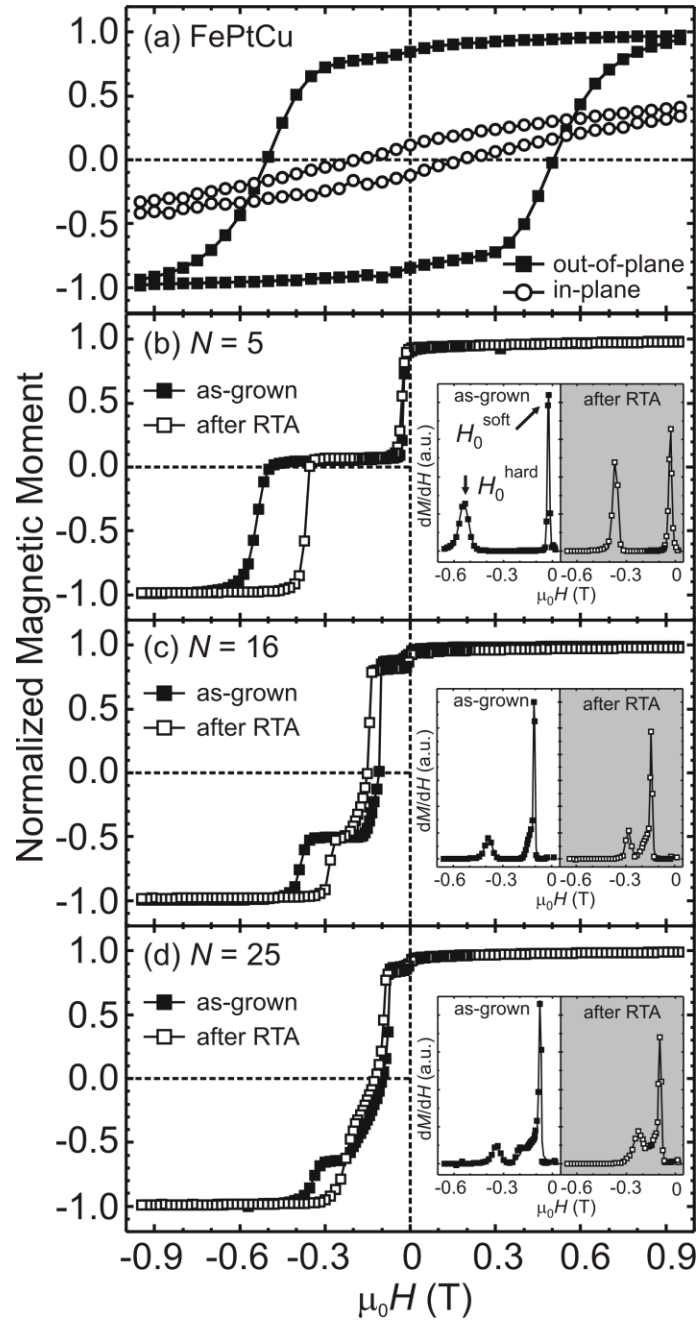 Normalized Magnetic Moment
1.0
0.5
0.0
-0.5
-1.0
(a) FePtCu
out-of-plane
in-plane
1.0
0.5
0.0
-0.5
-1.0
(b) N = 5
as-grown
after RTA
as-grown
after RTA
H₀soft
H₀hard
dM/dH (a.u.)
-0.6 -0.3 0 -0.6 -0.3 0
μ₀H (T)
1.0
0.5
0.0
-0.5
-1.0
(c) N = 16
as-grown
after RTA
as-grown
after RTA
dM/dH (a.u.)
-0.6 -0.3 0 -0.6 -0.3 0
μ₀H (T)
1.0
0.5
0.0
-0.5
-1.0
(d) N = 25
as-grown
after RTA
as-grown
after RTA
dM/dH (a.u.)
-0.6 -0.3 0 -0.6 -0.3 0
μ₀H (T)
-0.9 -0.6 -0.3 0 0.3 0.6 0.9
μ₀H (T)